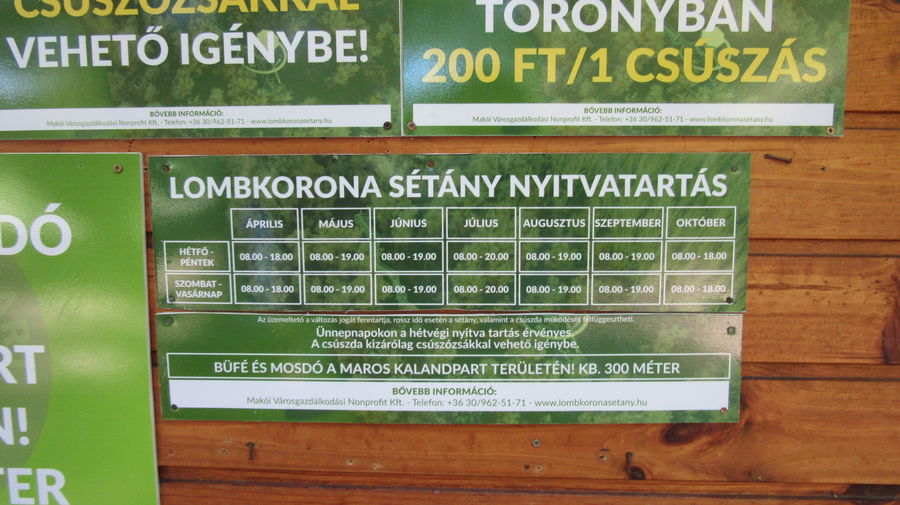 CSÚSZÓZSÁKKAL
VEHETŐ IGÉNYBE!
BŐVEBB INFORMÁCIÓ:
Makói Városgazdálkodási Nonprofit Kft. - Telefon: +36 30/962-51-71 - www.lombkoronasetany.hu
TORONYBAN
200 FT/1 CSÚSZÁS
BŐVEBB INFORMÁCIÓ:
Makói Városgazdálkodási Nonprofit Kft. - Telefon: +36 30/962-51-71 - www.lombkoronasetany.hu
DÓ
RT
N!
TER
LOMBKORONA SÉTÁNY NYITVATARTÁS
ÁPRILIS MÁJUS JÚNIUS JÚLIUS AUGUSZTUS SZEPTEMBER OKTÓBER
HÉTFŐ - PÉNTEK 08.00 - 18.00 08.00 - 19.00 08.00 - 19.00 08.00 - 20.00 08.00 - 19.00 08.00 - 19.00 08.00 - 18.00
SZOMBAT - VASÁRNAP 08.00 - 18.00 08.00 - 19.00 08.00 - 19.00 08.00 - 20.00 08.00 - 19.00 08.00 - 19.00 08.00 - 18.00
Az üzemeltető a változás jogát fenntartja, rossz idő esetén a sétány, valamint a csúszda működését felfüggesztheti.
Ünnepnapokon a hétvégi nyitva tartás érvényes.
A csúszda kizárólag csúszózsákkal vehető igénybe.
BÜFÉ ÉS MOSDÓ A MAROS KALANDPART TERÜLETÉN! KB. 300 MÉTER
BŐVEBB INFORMÁCIÓ:
Makói Városgazdálkodási Nonprofit Kft. - Telefon: +36 30/962-51-71 - www.lombkoronasetany.hu